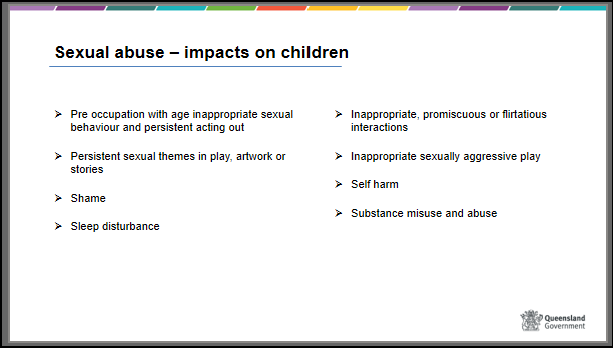 Sexual abuse – impacts on children
➢ Pre occupation with age inappropriate sexual
behaviour and persistent acting out
➢ Persistent sexual themes in play, artwork or
stories
➢ Shame
➢ Sleep disturbance
➢ Inappropriate, promiscuous or flirtatious
interactions
➢ Inappropriate sexually aggressive play
➢ Self harm
➢ Substance misuse and abuse
Queensland
Government